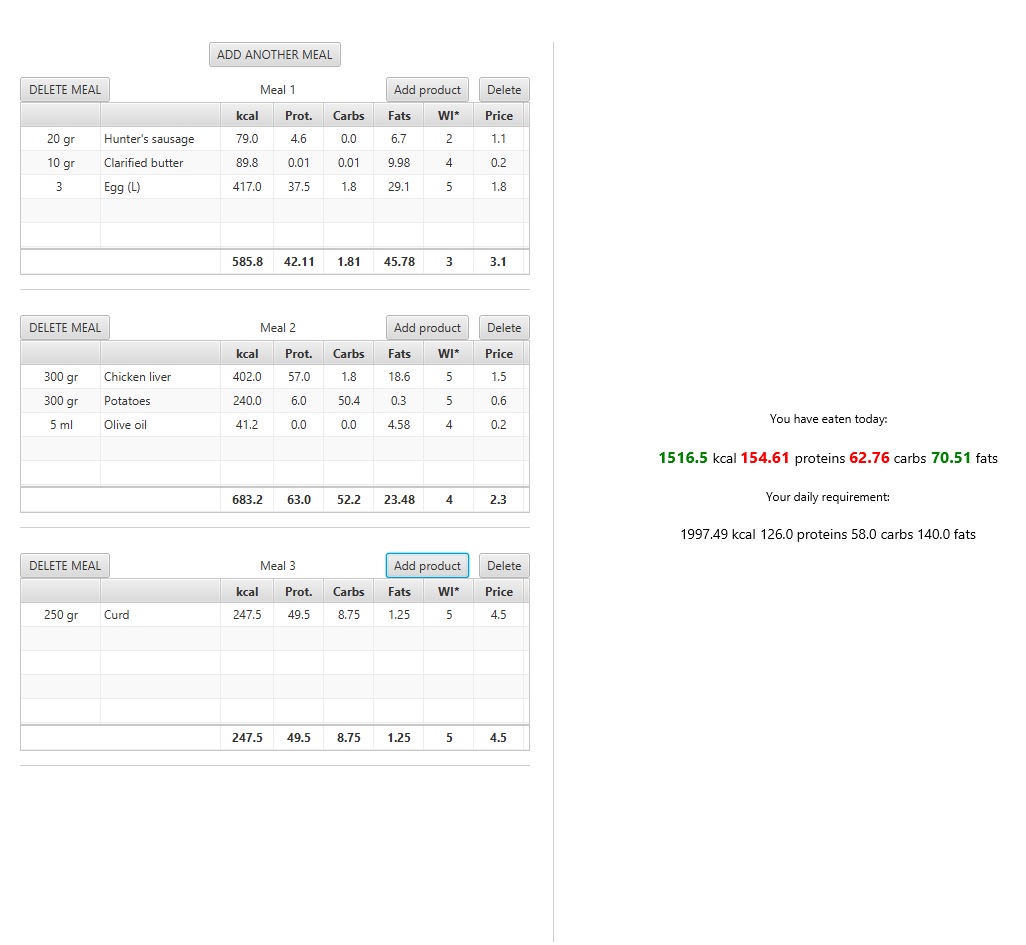 ADD ANOTHER MEAL
DELETE MEAL Meal 1 Add product Delete
kcal Prot. Carbs Fats WI* Price
20 gr Hunter's sausage 79.0 4.6 0.0 6.7 2 1.1
10 gr Clarified butter 89.8 0.01 0.01 9.98 4 0.2
3 Egg (L) 417.0 37.5 1.8 29.1 5 1.8
585.8 42.11 1.81 45.78 3 3.1
DELETE MEAL Meal 2 Add product Delete
kcal Prot. Carbs Fats WI* Price
300 gr Chicken liver 402.0 57.0 1.8 18.6 5 1.5
300 gr Potatoes 240.0 6.0 50.4 0.3 5 0.6
5 ml Olive oil 41.2 0.0 0.0 4.58 4 0.2
683.2 63.0 52.2 23.48 4 2.3
DELETE MEAL Meal 3 Add product Delete
kcal Prot. Carbs Fats WI* Price
250 gr Curd 247.5 49.5 8.75 1.25 5 4.5
247.5 49.5 8.75 1.25 5 4.5
You have eaten today:
1516.5 kcal 154.61 proteins 62.76 carbs 70.51 fats
Your daily requirement:
1997.49 kcal 126.0 proteins 58.0 carbs 140.0 fats